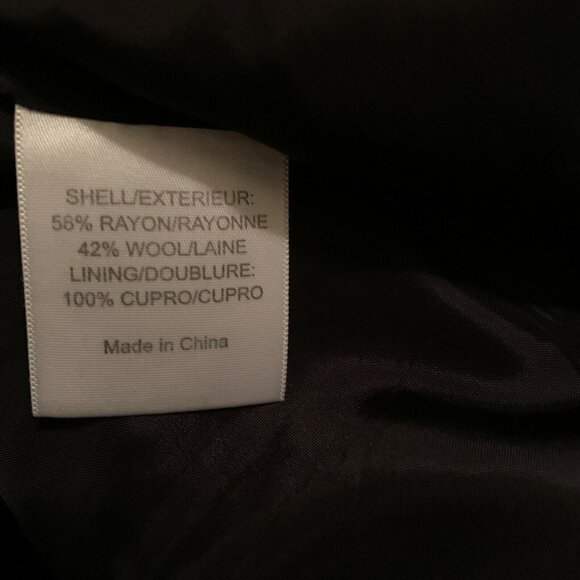 SHELL/EXTERIEUR:
58% RAYON/RAYONNE
42% WOOL/LAINE
LINING/DOUBLURE:
100% CUPRO/CUPRO
Made in China